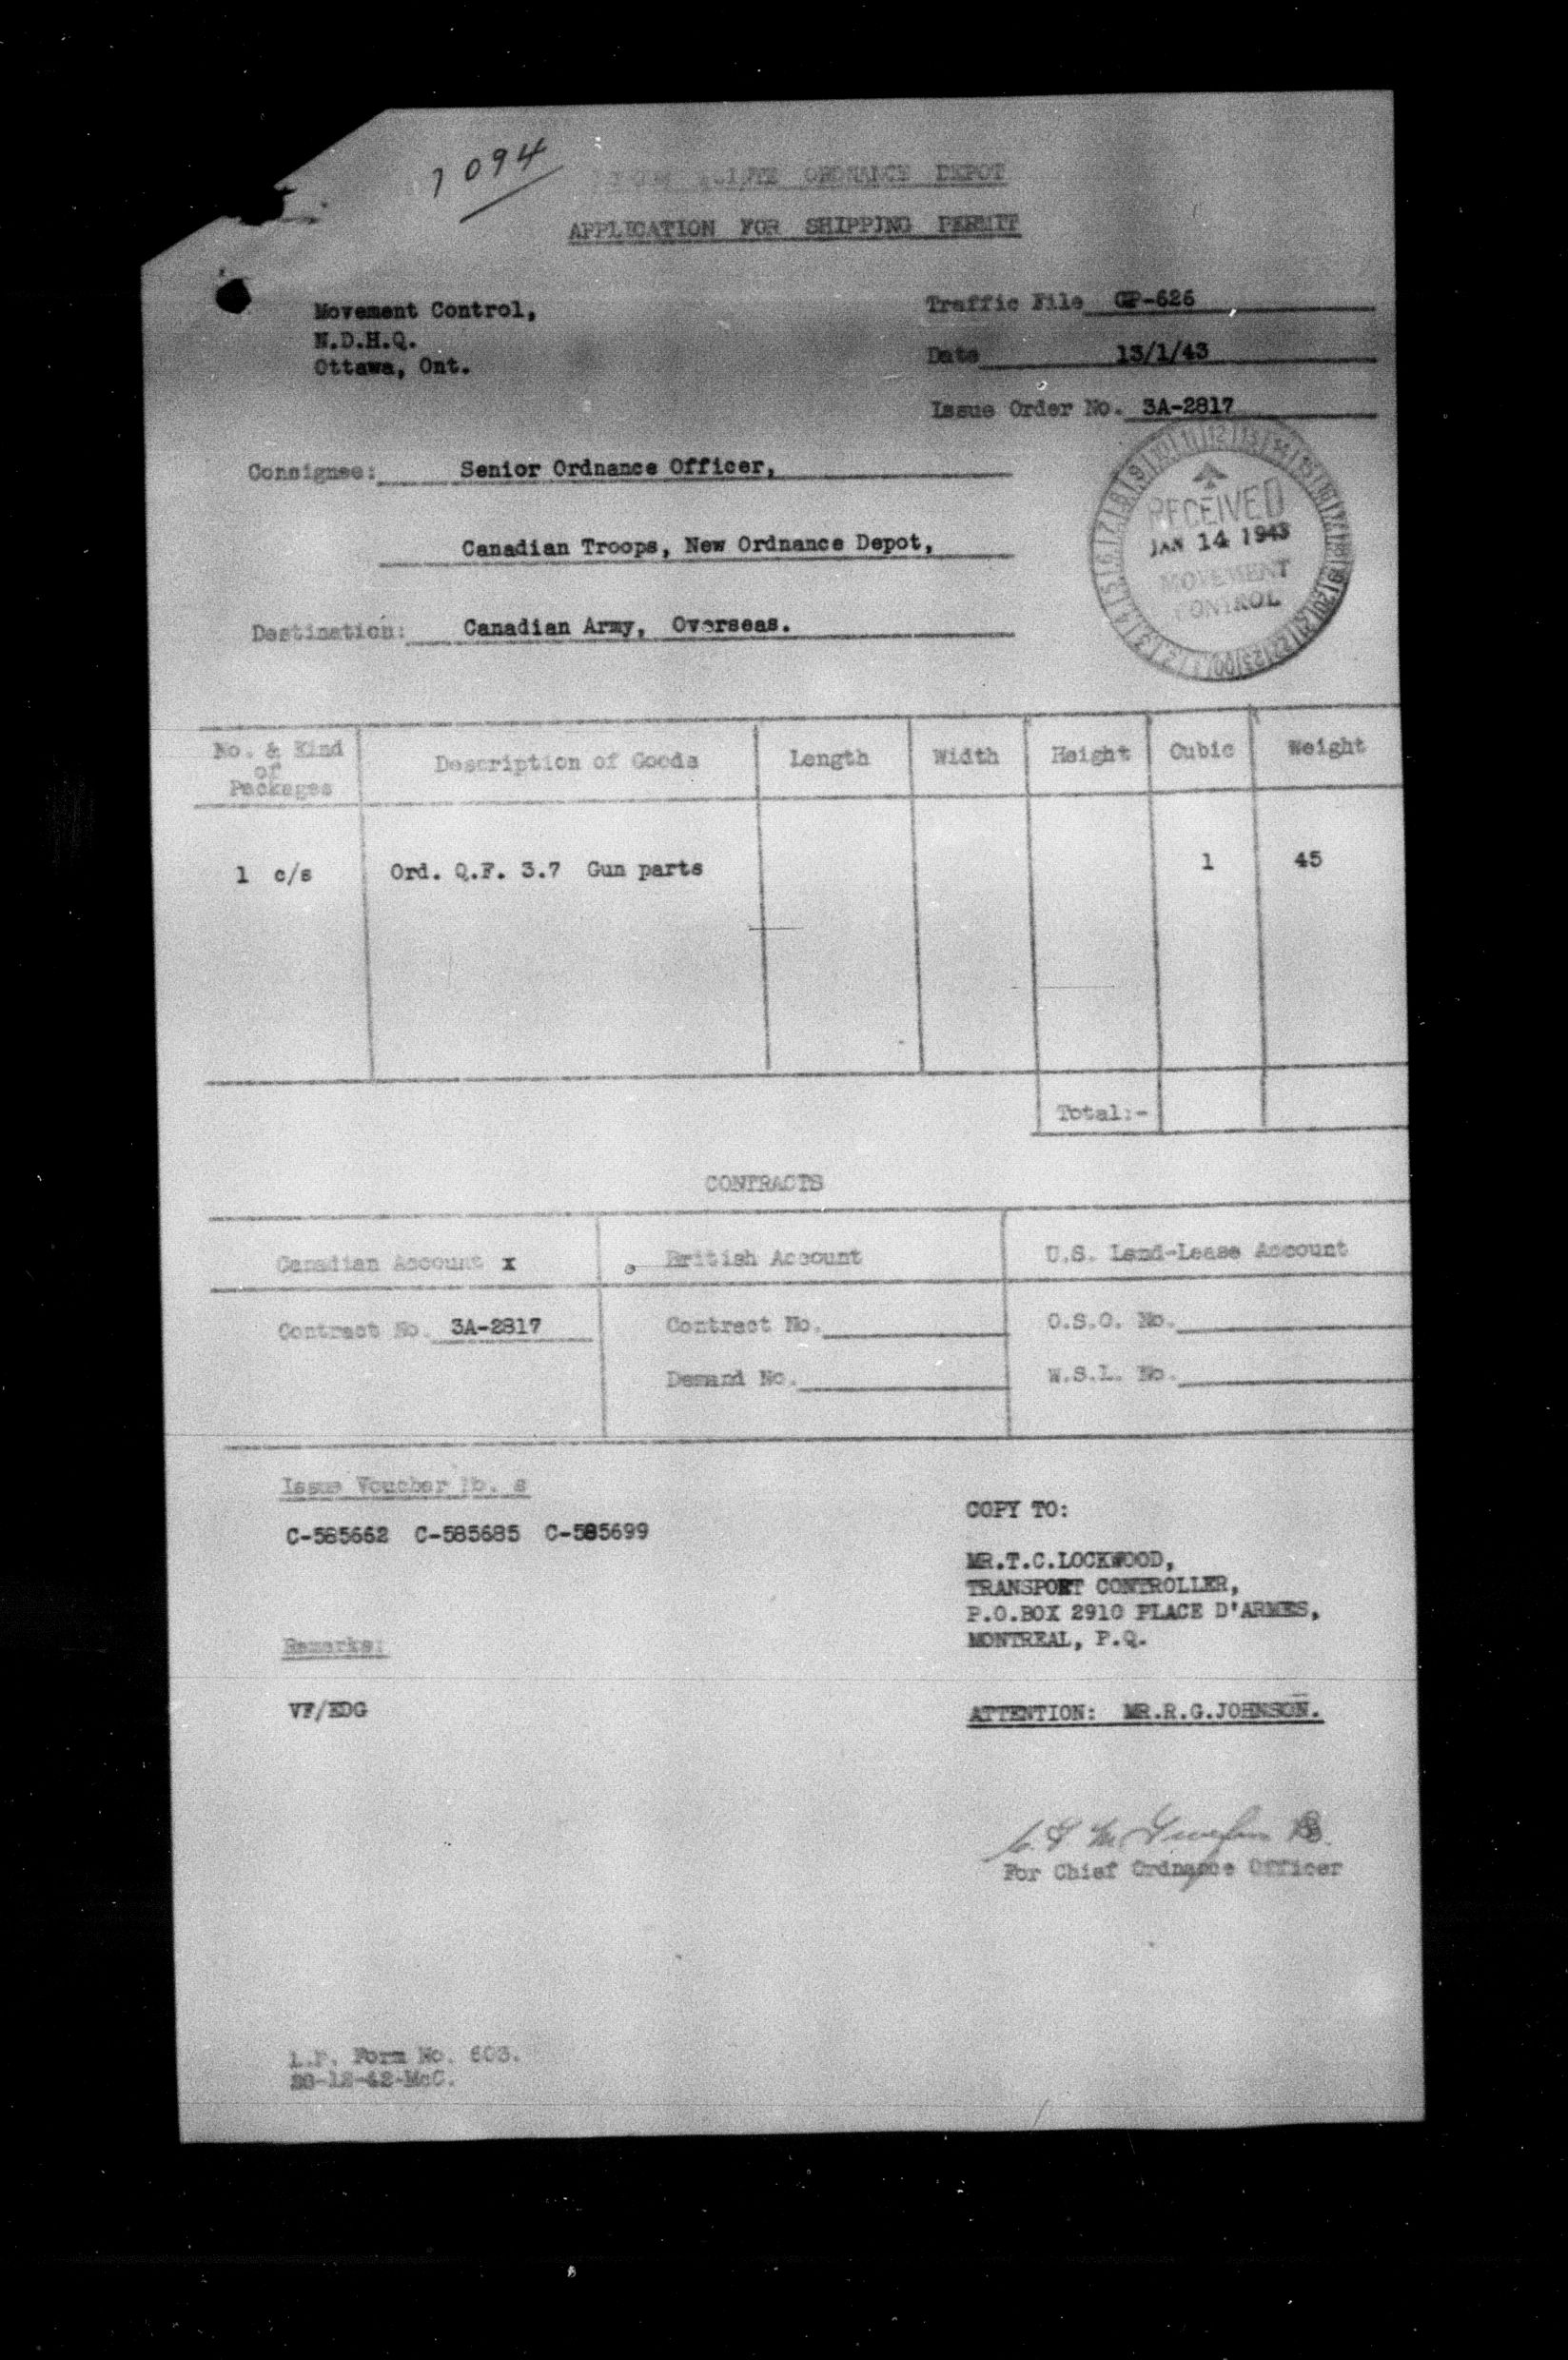 1094
POINTE ORDNANCE DEPOT
APPLICATION FOR SHIPPING PERMIT
Movement Control,
N.D.H.Q.
Ottawa, Ont.
Traffic File GP-626
Date 13/1/43
Issue Order No. 3A-2817
Consignee: Senior Ordnance Officer,
Canadian Troops, New Ordnance Depot,
Destination: Canadian Army, Overseas.
RECEIVED
JAN 14 1943
MOVEMENT
CONTROL
No. & Kind of Packages Description of Goods Length Width Height Cubic Weight
1 c/s Ord. Q.F. 3.7 Gun parts 1 45
Total:-
CONTRACTS
Canadian Account x British Account U.S. Lend-Lease Account
Contract No. 3A-2817 Contract No. O.S.O. No.
Demand No. W.S.L. No.
Issue Voucher No. s
C-585662 C-585685 C-585699
COPY TO:
MR.T.C.LOCKWOOD,
TRANSPORT CONTROLLER,
P.O.BOX 2910 PLACE D'ARMES,
MONTREAL, P.Q.
Remarks:
VF/EDG
ATTENTION: MR.R.G.JOHNSON.
For Chief Ordnance Officer
L.P. Form No. 603.
-12-42-McC.